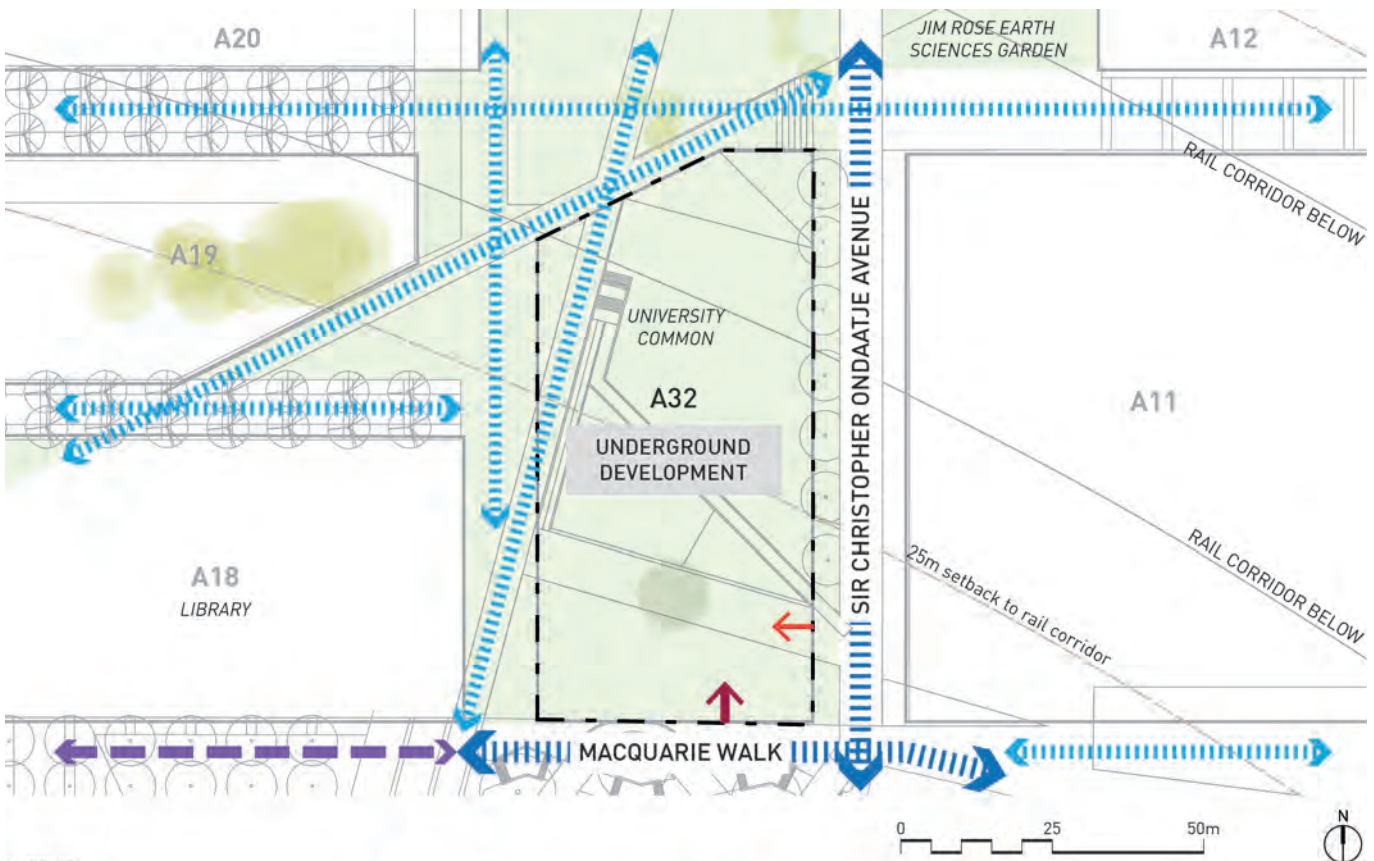 A20
JIM ROSE EARTH
SCIENCES GARDEN
A12
RAIL CORRIDOR BELOW
A19
SIR CHRISTOPHER ONDAATJE AVENUE
UNIVERSITY
COMMON
A32
A11
UNDERGROUND
DEVELOPMENT
RAIL CORRIDOR BELOW
25m setback to rail corridor
A18
LIBRARY
MACQUARIE WALK
0 25 50m
N